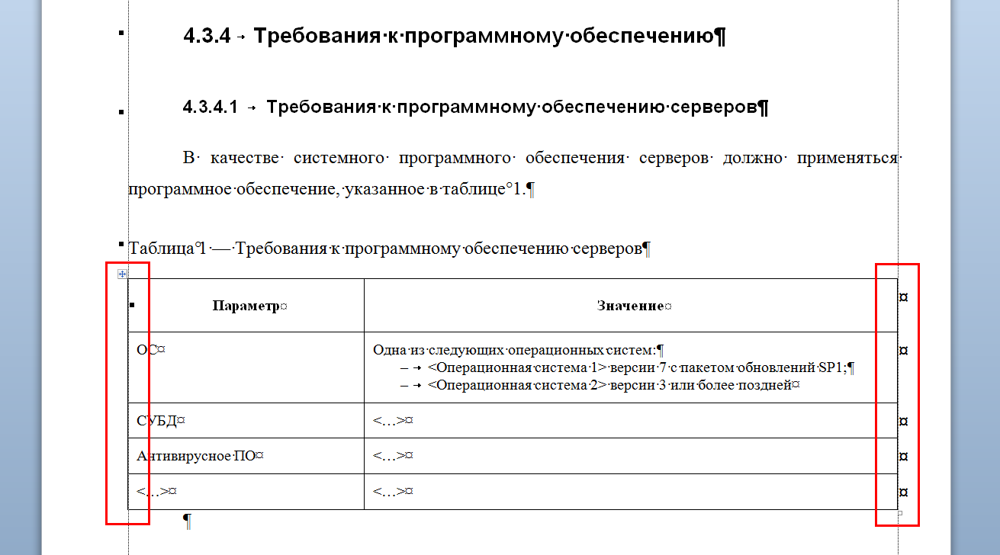 4.3.4 Требования к программному обеспечению
4.3.4.1 Требования к программному обеспечению серверов
В качестве системного программного обеспечения серверов должно применяться
программное обеспечение, указанное в таблице 1.
Таблица 1 — Требования к программному обеспечению серверов
Параметр Значение
ОС Одна из следующих операционных систем:
– <Операционная система 1> версии 7 с пакетом обновлений SP1;
– <Операционная система 2> версии 3 или более поздней
СУБД <…>
Антивирусное ПО <…>
<…> <…>